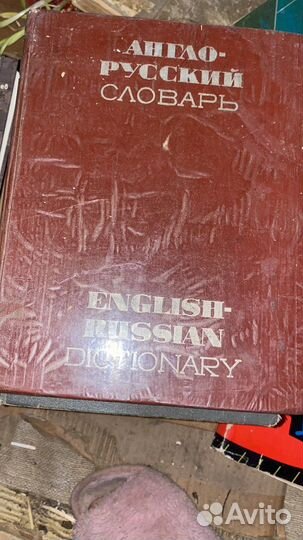 АНГЛО-
РУССКИЙ
СЛОВАРЬ
ENGLISH-
RUSSIAN
DICTIONARY
Avito